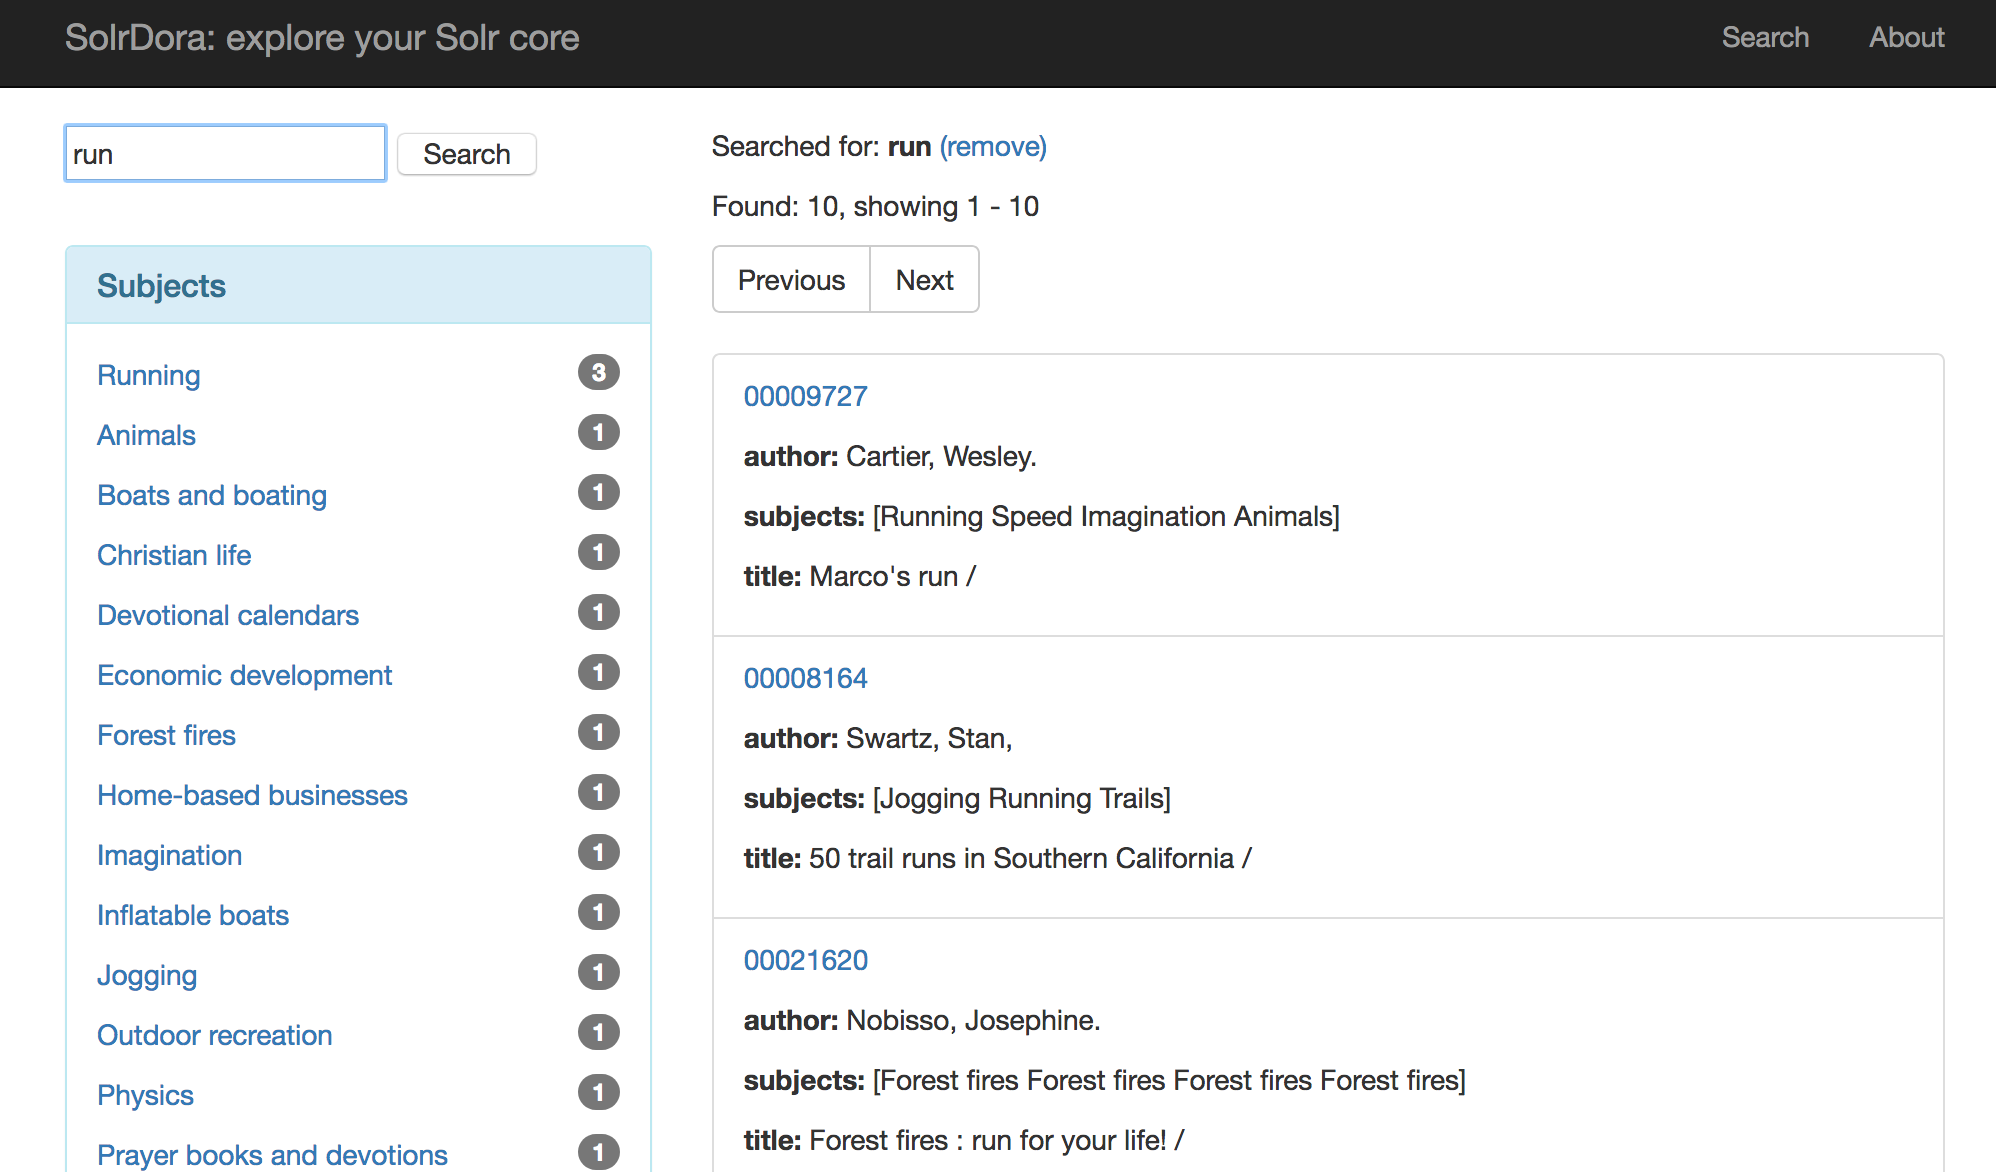 SolrDora: explore your Solr core
Search
About
run
Search
Subjects
Running 3
Animals 1
Boats and boating 1
Christian life 1
Devotional calendars 1
Economic development 1
Forest fires 1
Home-based businesses 1
Imagination 1
Inflatable boats 1
Jogging 1
Outdoor recreation 1
Physics 1
Prayer books and devotions 1
Searched for: run (remove)
Found: 10, showing 1 - 10
Previous
Next
00009727
author: Cartier, Wesley.
subjects: [Running Speed Imagination Animals]
title: Marco's run /
00008164
author: Swartz, Stan,
subjects: [Jogging Running Trails]
title: 50 trail runs in Southern California /
00021620
author: Nobisso, Josephine.
subjects: [Forest fires Forest fires Forest fires Forest fires]
title: Forest fires : run for your life! /